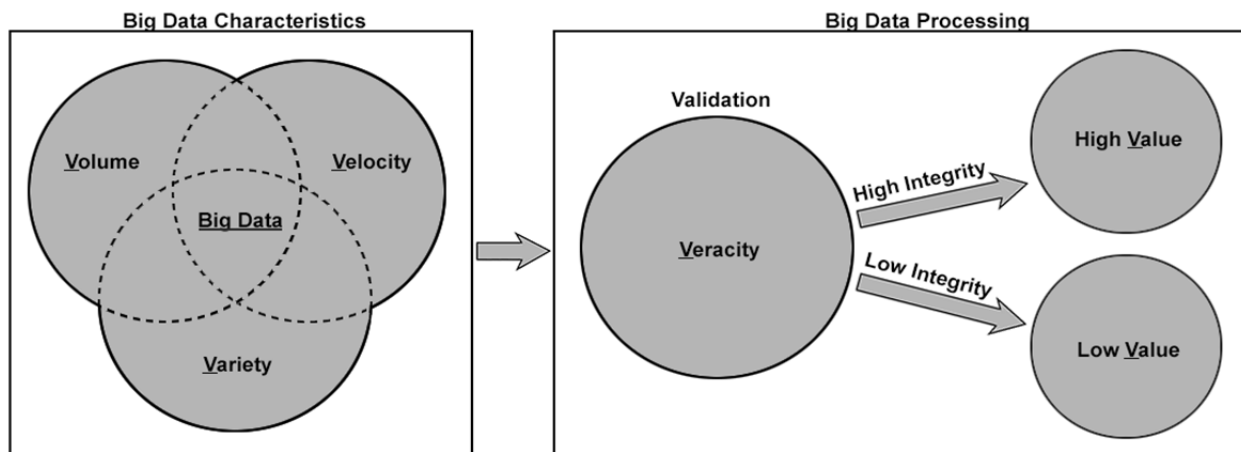 Big Data Characteristics
Volume
Velocity
Big Data
Variety
Big Data Processing
Validation
Veracity
High Integrity
Low Integrity
High Value
Low Value